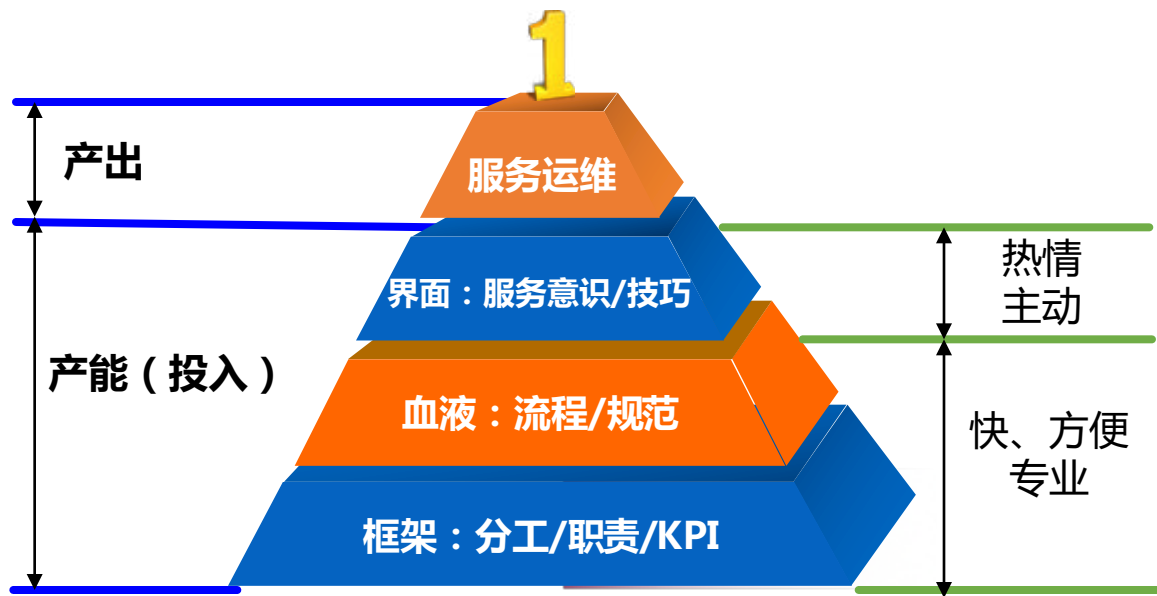 1
产出
服务运维
界面：服务意识/技巧
热情
主动
产能（投入）
血液：流程/规范
快、方便
专业
框架：分工/职责/KPI